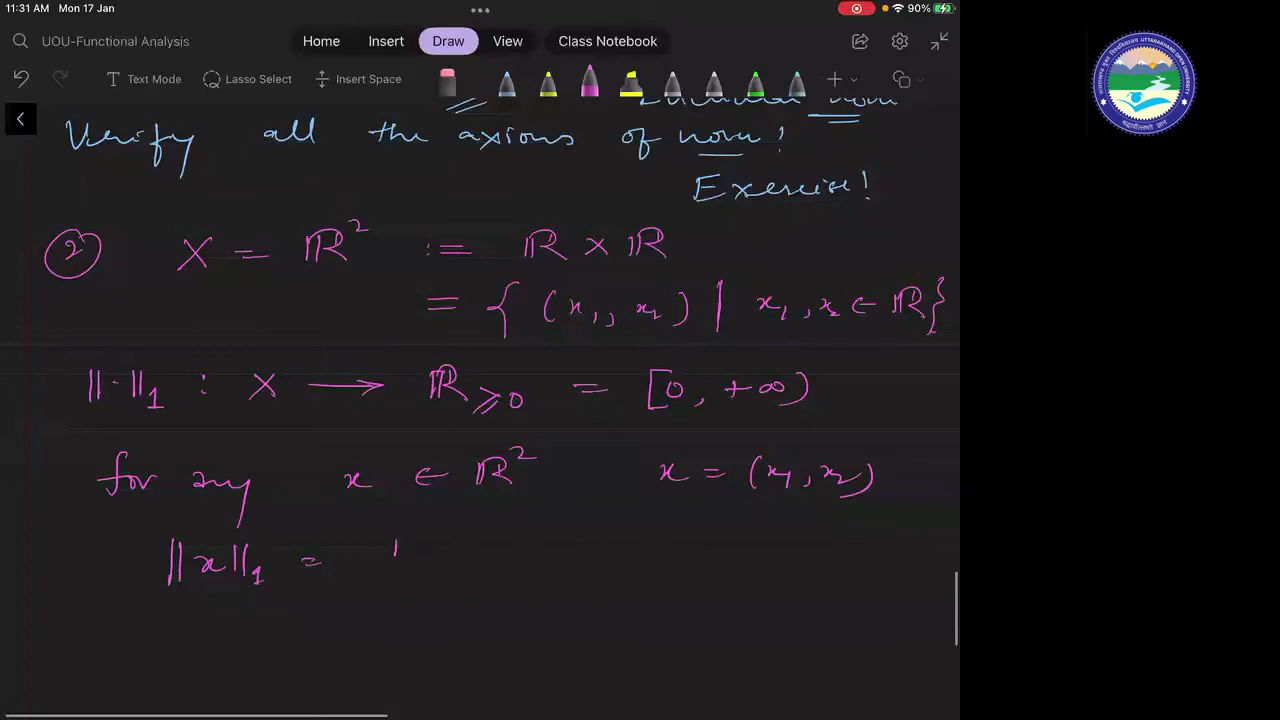 11:31 AM Mon 17 Jan
90%
UOU-Functional Analysis
Home Insert Draw View Class Notebook
Text Mode Lasso Select Insert Space
Verify all the axioms of norm!
Exercise!
② X = ℝ² := ℝ × ℝ
= { (x₁, x₂) | x₁, x₂ ∈ ℝ }
||·||₁ : X ⟶ ℝ≥0 = [0, +∞)
for any x ∈ ℝ² x = (x₁, x₂)
||x||₁ =